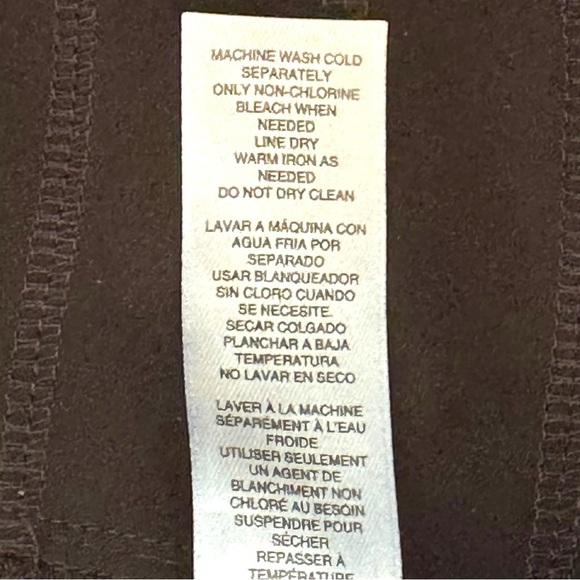 MACHINE WASH COLD
SEPARATELY
ONLY NON-CHLORINE
BLEACH WHEN
NEEDED
LINE DRY
WARM IRON AS
NEEDED
DO NOT DRY CLEAN
LAVAR A MÁQUINA CON
AGUA FRIA POR
SEPARADO
USAR BLANQUEADOR
SIN CLORO CUANDO
SE NECESITE.
SECAR COLGADO
PLANCHAR A BAJA
TEMPERATURA
NO LAVAR EN SECO
LAVER À LA MACHINE
SÉPARÉMENT À L'EAU
FROIDE
UTILISER SEULEMENT
UN AGENT DE
BLANCHIMENT NON
CHLORÉ AU BESOIN
SUSPENDRE POUR
SÉCHER
REPASSER À
TEMPÉRATURE